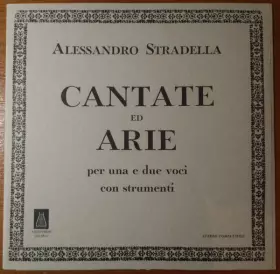 ALESSANDRO STRADELLA
CANTATE
ED
ARIE
per una e due voci
con strumenti